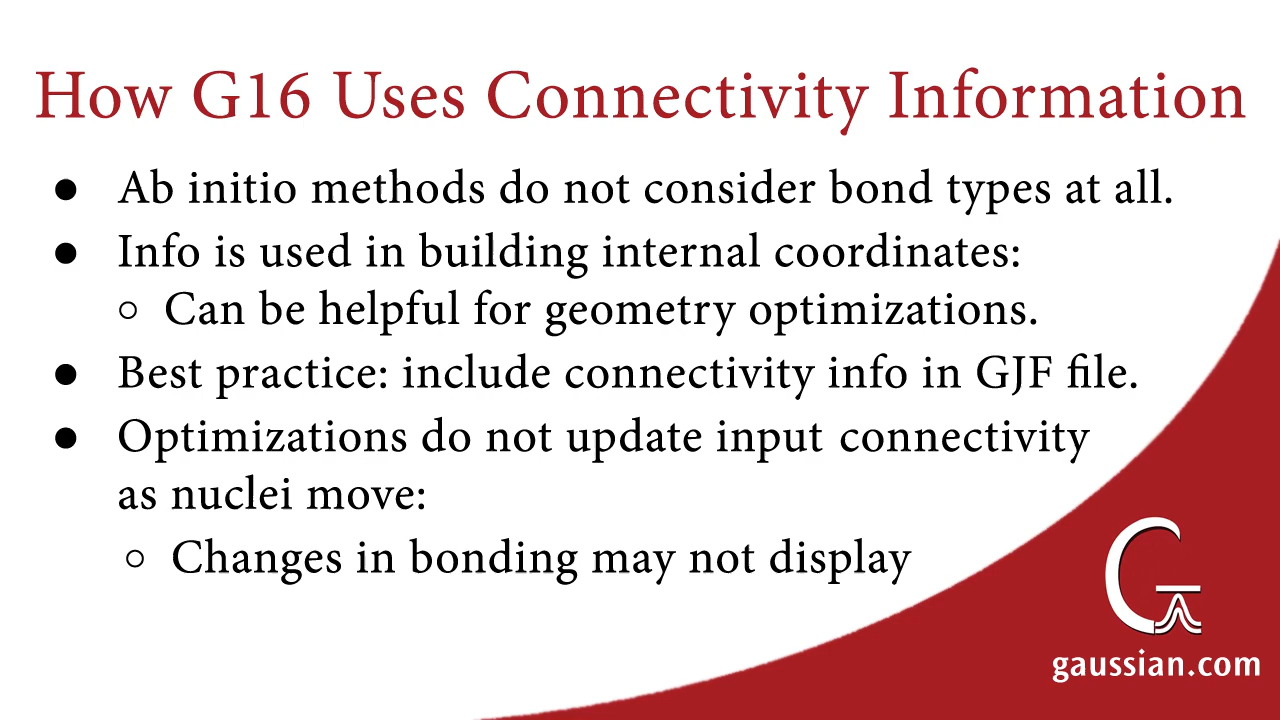 How G16 Uses Connectivity Information
● Ab initio methods do not consider bond types at all.
● Info is used in building internal coordinates:
○ Can be helpful for geometry optimizations.
● Best practice: include connectivity info in GJF file.
● Optimizations do not update input connectivity
as nuclei move:
○ Changes in bonding may not display
G
gaussian.com